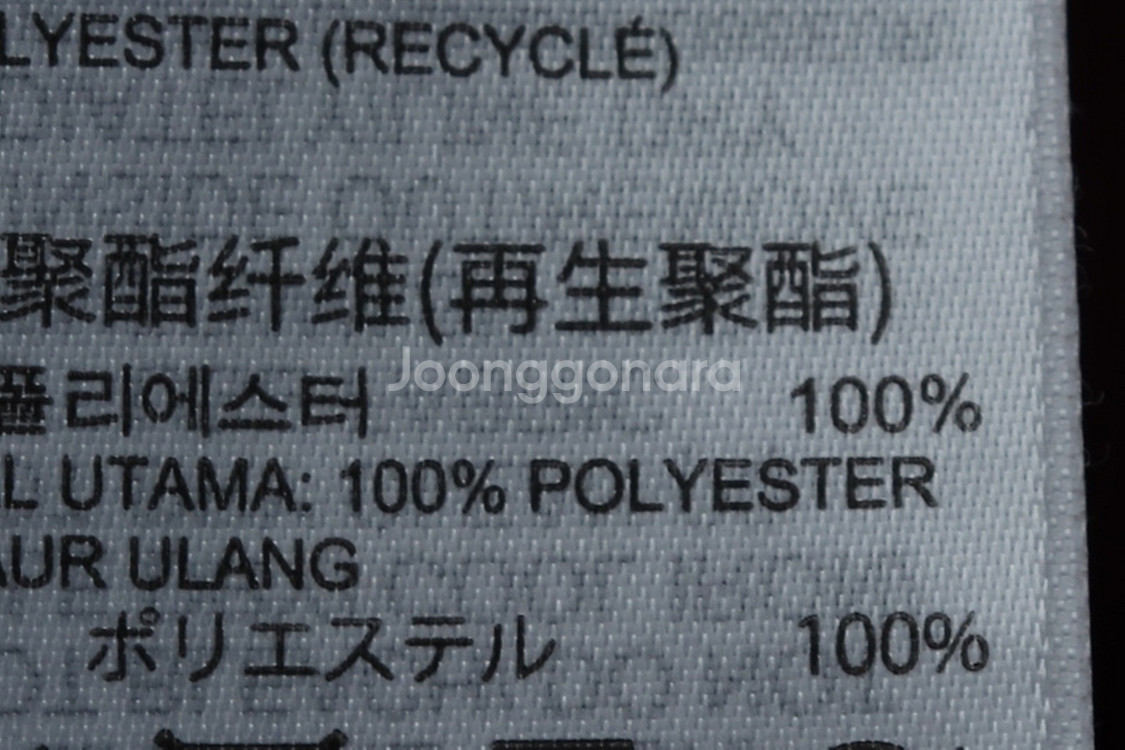 LYESTER (RECYCLÉ)
聚酯纤维(再生聚酯)
Joonggonara
폴리에스터 100%
L UTAMA: 100% POLYESTER
AUR ULANG
ポリエステル 100%